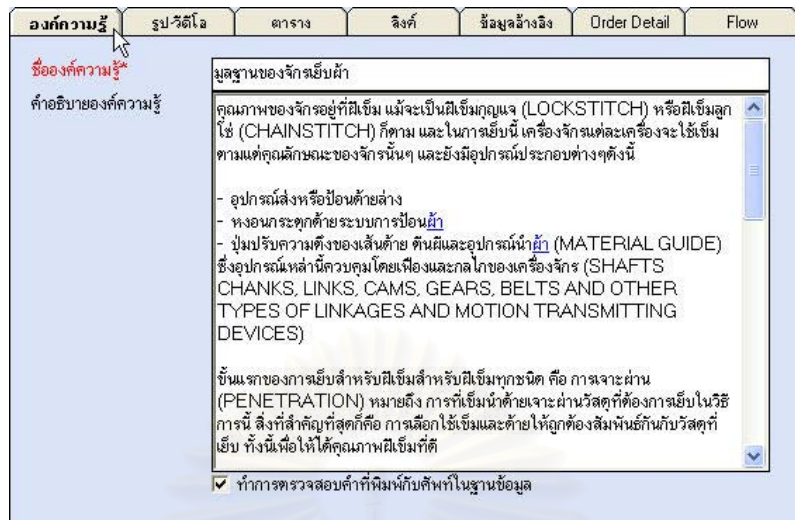 องค์ความรู้ รูป-วีดีโอ ตาราง ลิงค์ ข้อมูลอ้างอิง Order Detail Flow
ชื่อองค์ความรู้* มูลฐานของจักรเย็บผ้า
คำอธิบายขององค์ความรู้
คุณภาพของจักรอยู่ที่ฝีเข็ม แม้จะเป็นฝีเข็มกุญแจ (LOCKSTITCH) หรือฝีเข็มลูก
โซ่ (CHAINSTITCH) ก็ตาม และในการเย็บนี้ เครื่องจักรแต่ละเครื่องจะใช้เข็ม
ตามแต่คุณลักษณะของจักรนั้นๆ และยังมีอุปกรณ์ประกอบต่างๆดังนี้
- อุปกรณ์ส่งหรือป้อนด้ายล่าง
- หงอนกระตุกด้ายระบบการป้อนผ้า
- ปุ่มปรับความตึงของเส้นด้าย ตีนผีและอุปกรณ์นำผ้า (MATERIAL GUIDE)
ซึ่งอุปกรณ์เหล่านี้ควบคุมโดยเฟืองและกลไกของเครื่องจักร (SHAFTS
CHANKS, LINKS, CAMS, GEARS, BELTS AND OTHER
TYPES OF LINKAGES AND MOTION TRANSMITTING
DEVICES)
ขั้นแรกของการเย็บสำหรับฝีเข็มสำหรับฝีเข็มทุกชนิด คือ การเจาะผ่าน
(PENETRATION) หมายถึง การที่เข็มนำด้ายเจาะผ่านวัสดุที่ต้องการเย็บในวิธี
การนี้ สิ่งที่สำคัญที่สุดก็คือ การเลือกใช้เข็มและด้ายให้ถูกต้องสัมพันธ์กันกับวัสดุที่
เย็บ ทั้งนี้เพื่อให้ได้คุณภาพฝีเข็มที่ดี
ทำการตรวจสอบคำที่พิมพ์กับศัพท์ในฐานข้อมูล